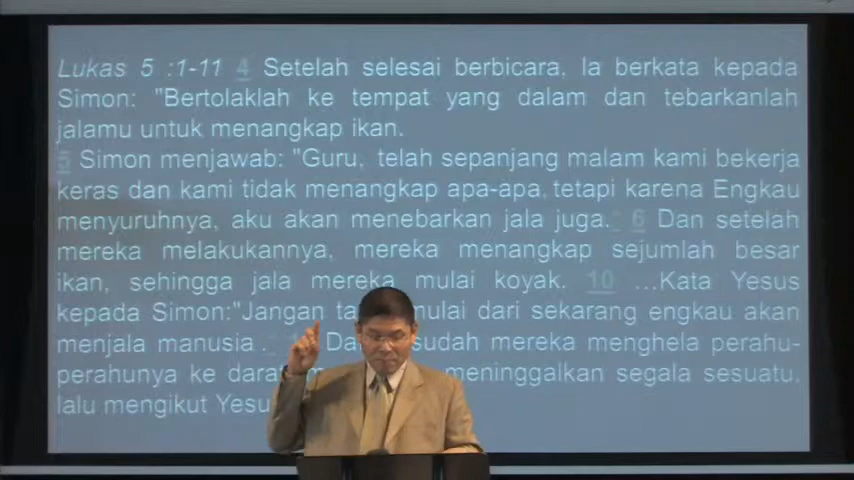 Lukas 5 :1-11 4 Setelah selesai berbicara, Ia berkata kepada
Simon: "Bertolaklah ke tempat yang dalam dan tebarkanlah
jalamu untuk menangkap ikan.
5 Simon menjawab: "Guru, telah sepanjang malam kami bekerja
keras dan kami tidak menangkap apa-apa, tetapi karena Engkau
menyuruhnya, aku akan menebarkan jala juga. 6 Dan setelah
mereka melakukannya, mereka menangkap sejumlah besar
ikan, sehingga jala mereka mulai koyak. 10 ...Kata Yesus
kepada Simon:"Jangan mulai dari sekarang engkau akan
menjala manusia. sudah mereka menghela perahu-
perahunya ke meninggalkan segala sesuatu,
lalu mengikut